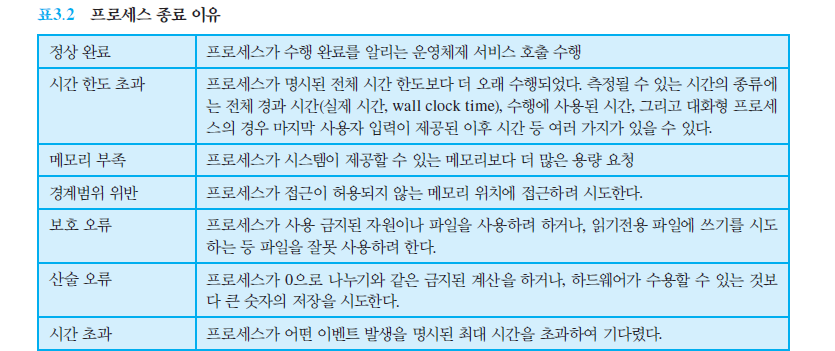 표3.2 프로세스 종료 이유
정상 완료 프로세스가 수행 완료를 알리는 운영체제 서비스 호출 수행
시간 한도 초과 프로세스가 명시된 전체 시간 한도보다 더 오래 수행되었다. 측정될 수 있는 시간의 종류에
는 전체 경과 시간(실제 시간, wall clock time), 수행에 사용된 시간, 그리고 대화형 프로세
스의 경우 마지막 사용자 입력이 제공된 이후 시간 등 여러 가지가 있을 수 있다.
메모리 부족 프로세스가 시스템이 제공할 수 있는 메모리보다 더 많은 용량 요청
경계범위 위반 프로세스가 접근이 허용되지 않는 메모리 위치에 접근하려 시도한다.
보호 오류 프로세스가 사용 금지된 자원이나 파일을 사용하려 하거나, 읽기전용 파일에 쓰기를 시도
하는 등 파일을 잘못 사용하려 한다.
산술 오류 프로세스가 0으로 나누기와 같은 금지된 계산을 하거나, 하드웨어가 수용할 수 있는 것보
다 큰 숫자의 저장을 시도한다.
시간 초과 프로세스가 어떤 이벤트 발생을 명시된 최대 시간을 초과하여 기다렸다.